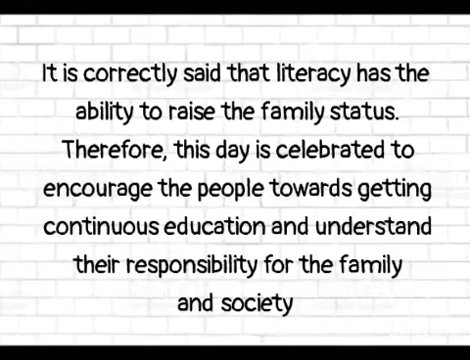 It is correctly said that literacy has the
ability to raise the family status.
Therefore, this day is celebrated to
encourage the people towards getting
continuous education and understand
their responsibility for the family
and society